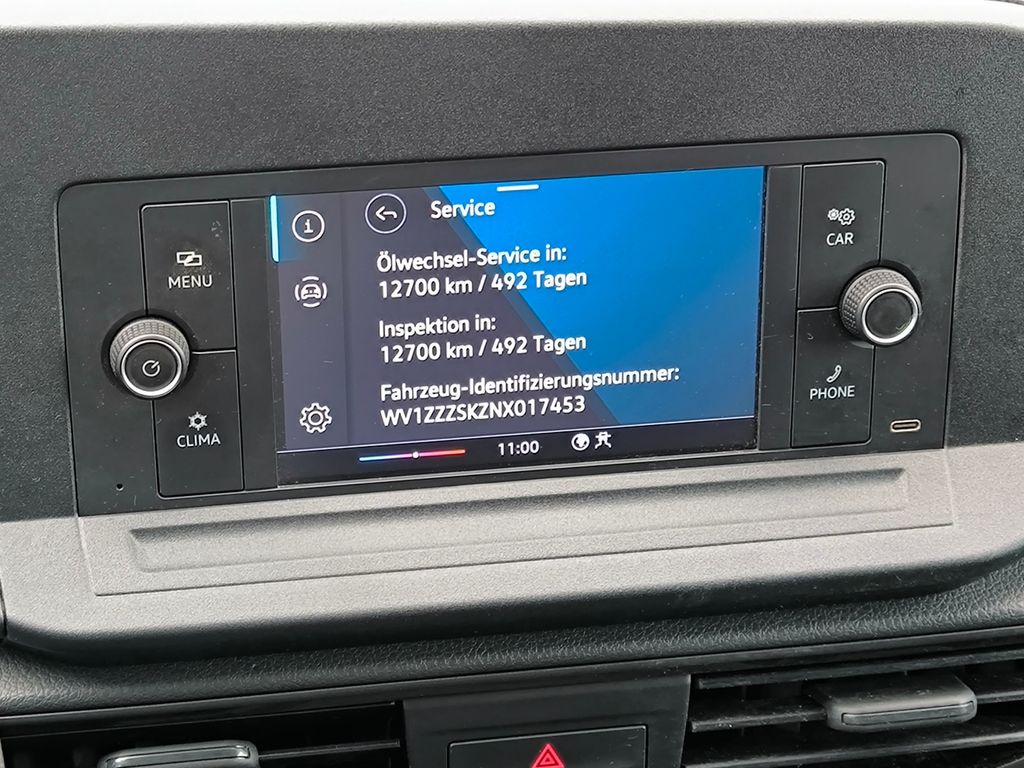 Service
Ölwechsel-Service in:
12700 km / 492 Tagen
Inspektion in:
12700 km / 492 Tagen
Fahrzeug-Identifizierungsnummer:
WV1ZZZSKZNX017453
11:00
MENU
CLIMA
CAR
PHONE